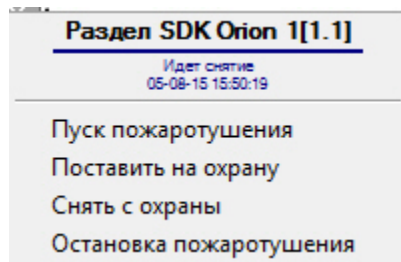 Раздел SDK Orion 1[1.1]
Идет снятие
05-08-15 15:50:19
Пуск пожаротушения
Поставить на охрану
Снять с охраны
Остановка пожаротушения